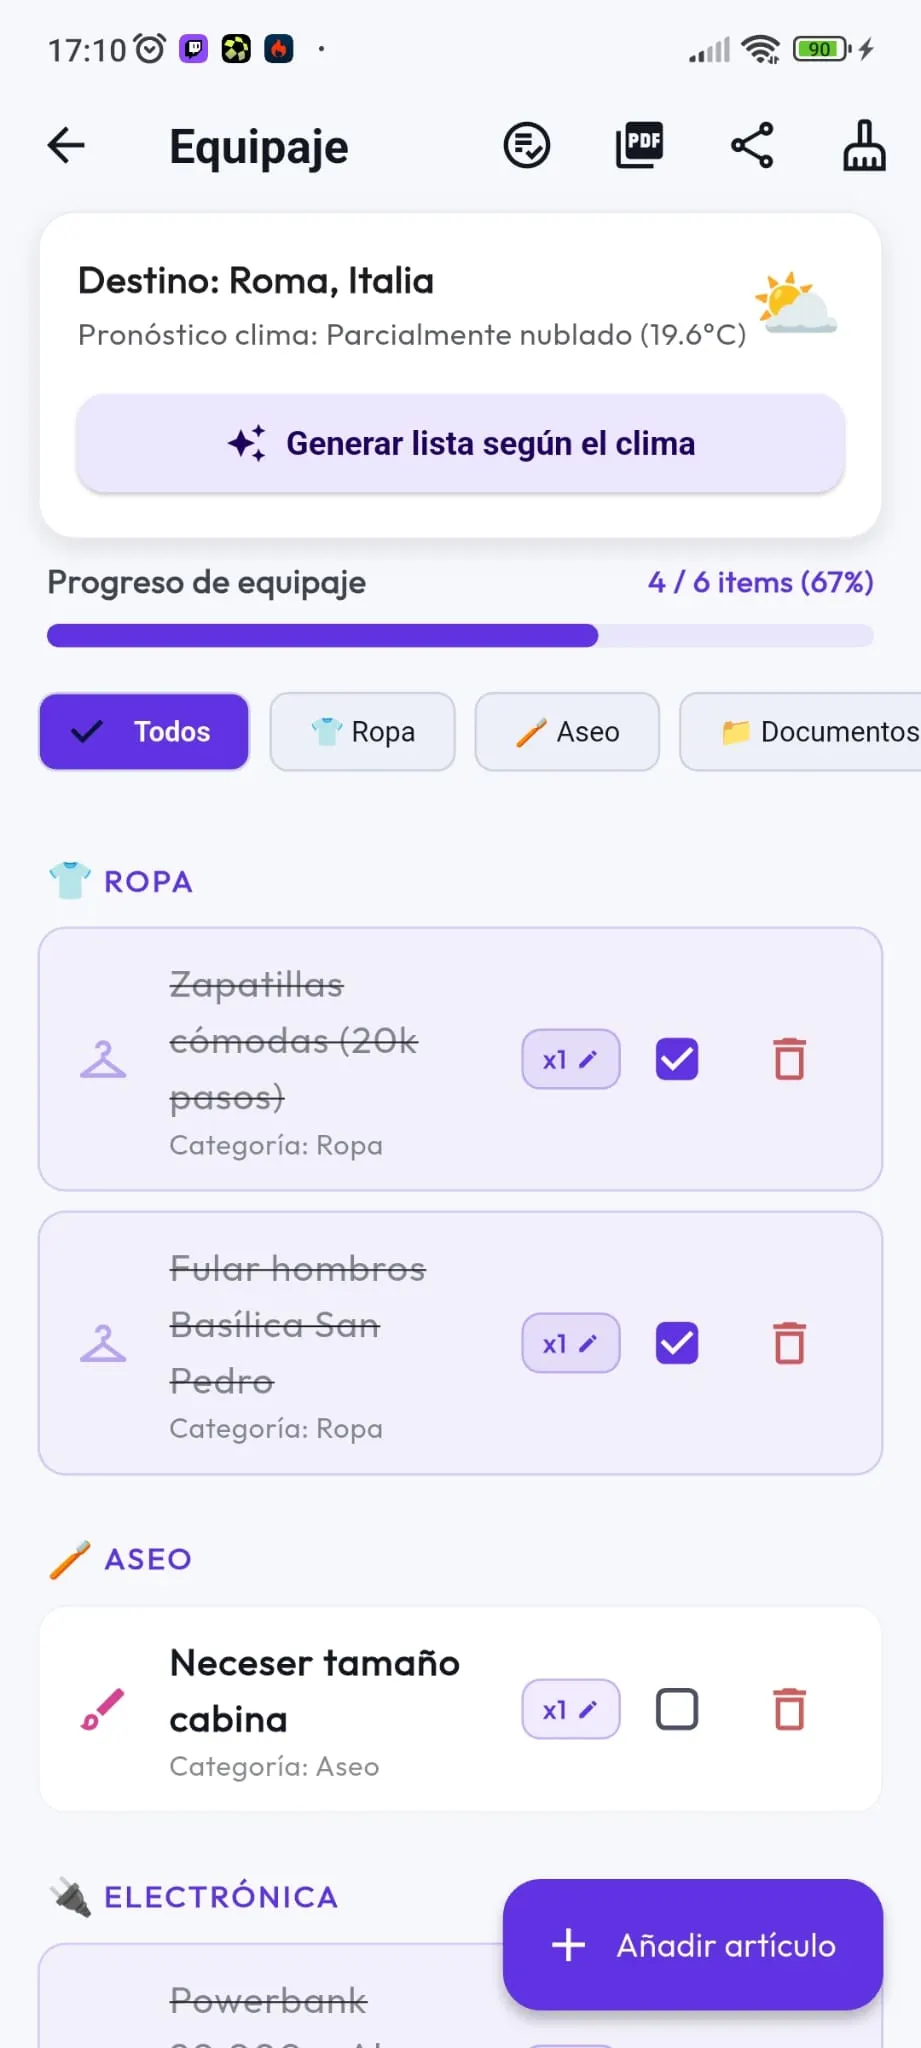 17:10
90
Equipaje
PDF
Destino: Roma, Italia
Pronóstico clima: Parcialmente nublado (19.6°C)
Generar lista según el clima
Progreso de equipaje
4 / 6 items (67%)
Todos
Ropa
Aseo
Documentos
ROPA
Zapatillas
cómodas (20k
pasos)
x1
Categoría: Ropa
Fular hombros
Basílica San
Pedro
x1
Categoría: Ropa
ASEO
Neceser tamaño
cabina
x1
Categoría: Aseo
ELECTRÓNICA
Añadir artículo
Powerbank